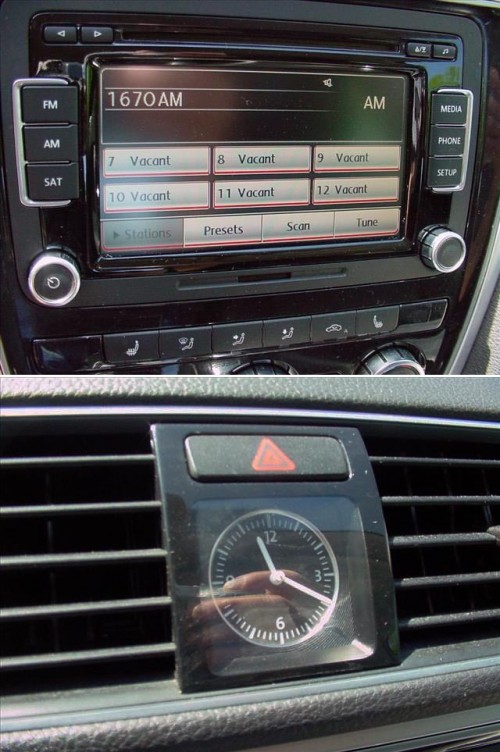 FM
AM
SAT
1670AM
AM
7 Vacant
8 Vacant
9 Vacant
10 Vacant
11 Vacant
12 Vacant
Stations
Presets
Scan
Tune
MEDIA
PHONE
SETUP
12
3
6
9